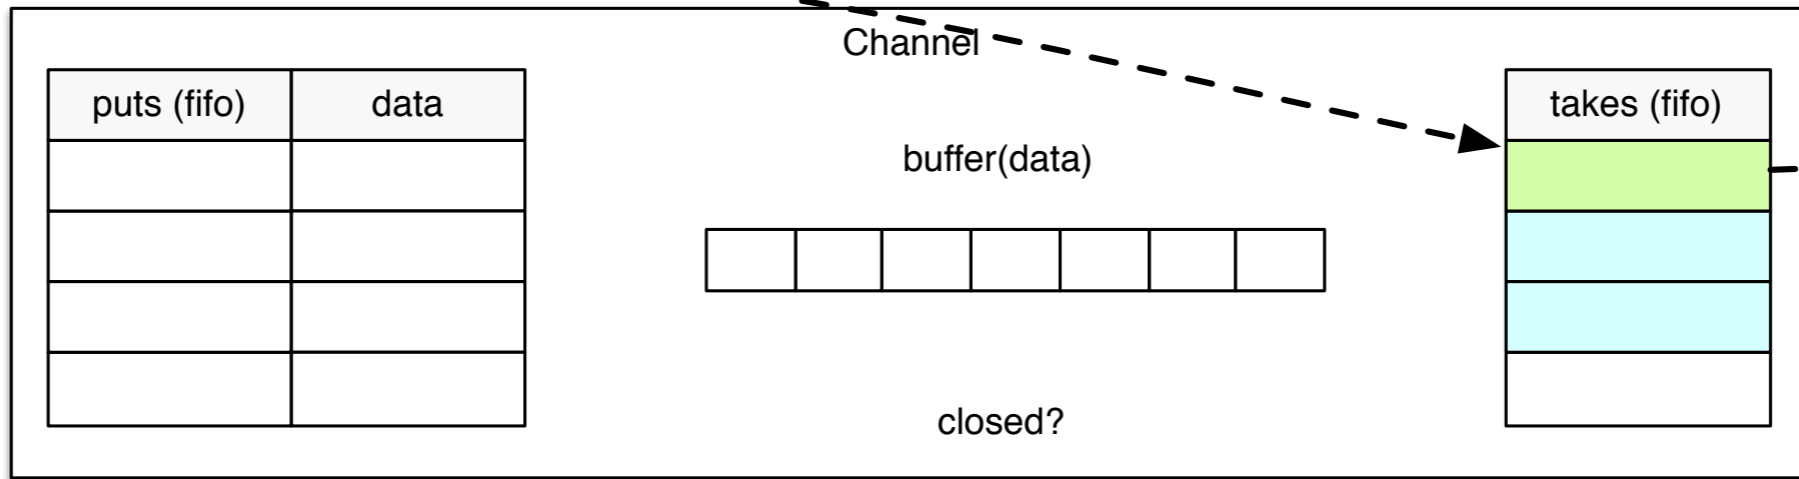 Channel
puts (fifo) data
takes (fifo)
buffer(data)
closed?